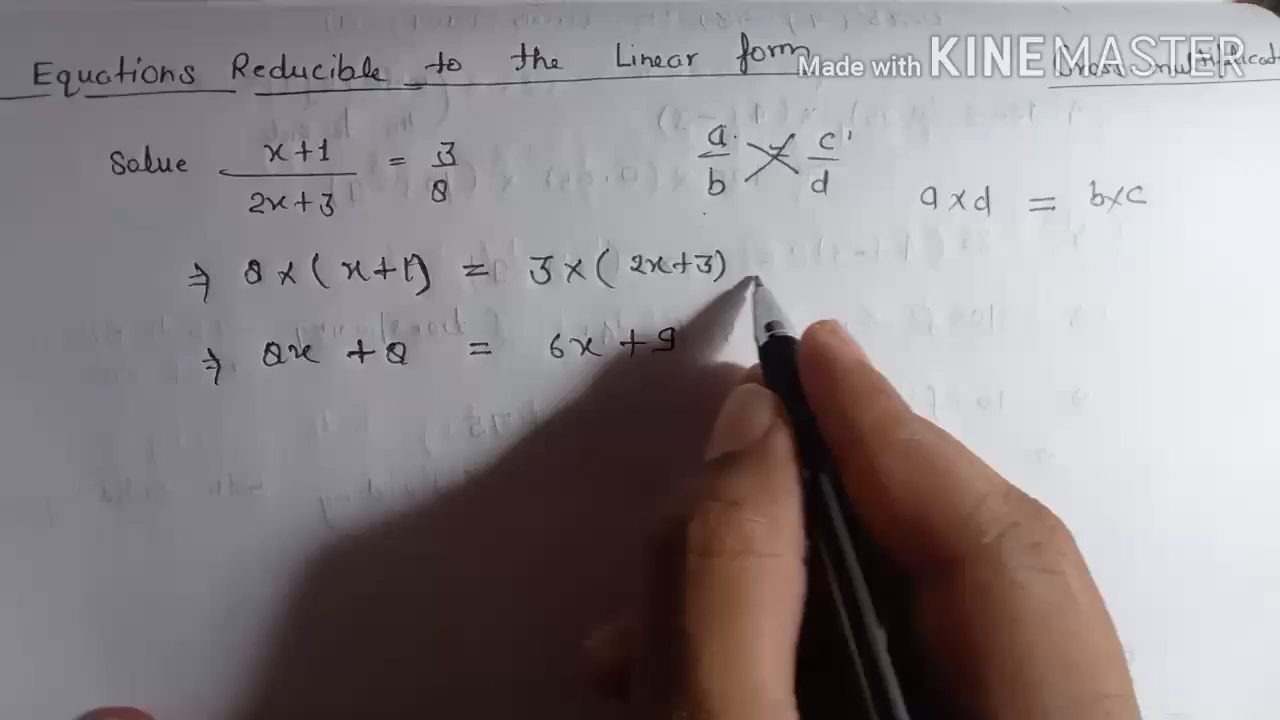 Equations Reducible to the Linear form
Made with KINEMASTER
Solve x+1 / 2x+3 = 3/8
a/b = c/d
a×d = b×c
⇒ 8×(x+1) = 3×(2x+3)
⇒ 8x + 8 = 6x + 9